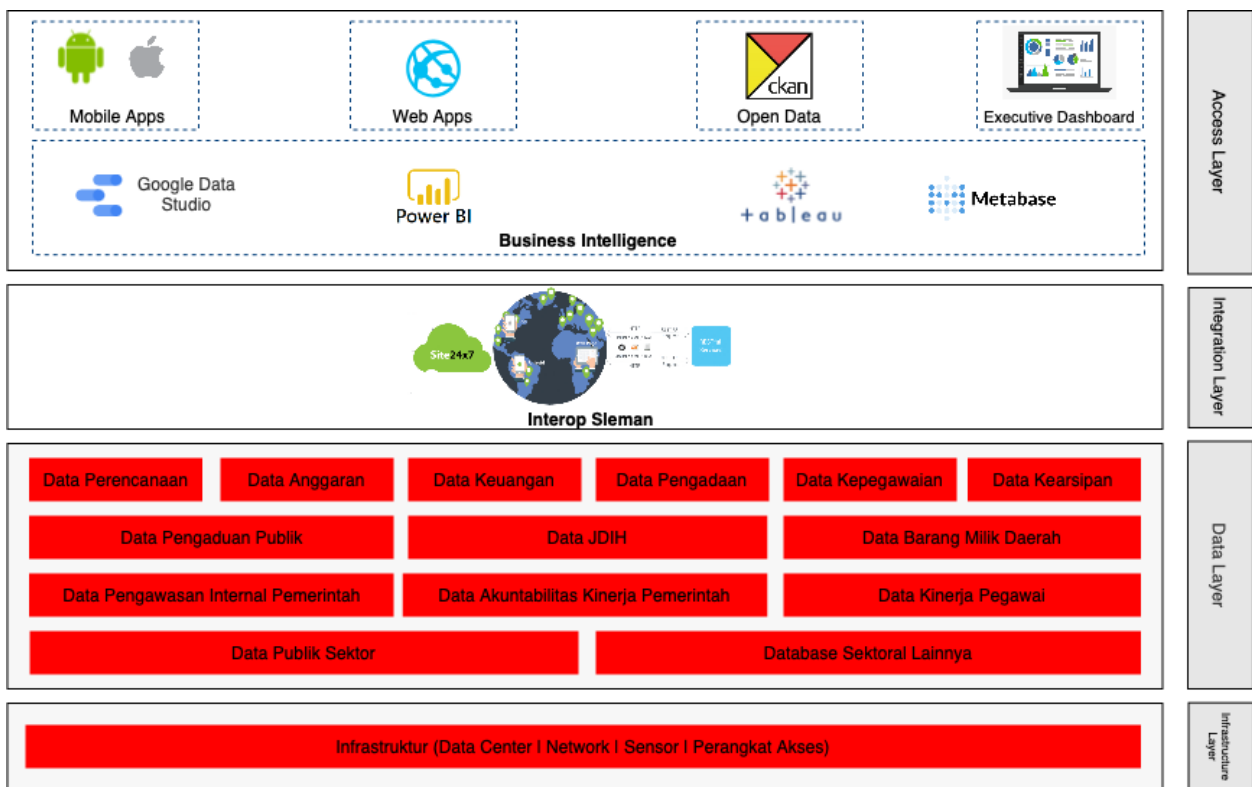 Mobile Apps
Web Apps
ckan
Open Data
Executive Dashboard
Google Data
Studio
Power BI
+ableau
Metabase
Business Intelligence
Access Layer
Site24x7
Interop Sleman
Integration Layer
Data Perencanaan
Data Anggaran
Data Keuangan
Data Pengadaan
Data Kepegawaian
Data Kearsipan
Data Pengaduan Publik
Data JDIH
Data Barang Milik Daerah
Data Pengawasan Internal Pemerintah
Data Akuntabilitas Kinerja Pemerintah
Data Kinerja Pegawai
Data Publik Sektor
Database Sektoral Lainnya
Data Layer
Infrastruktur (Data Center | Network | Sensor | Perangkat Akses)
Infrastructure
Layer